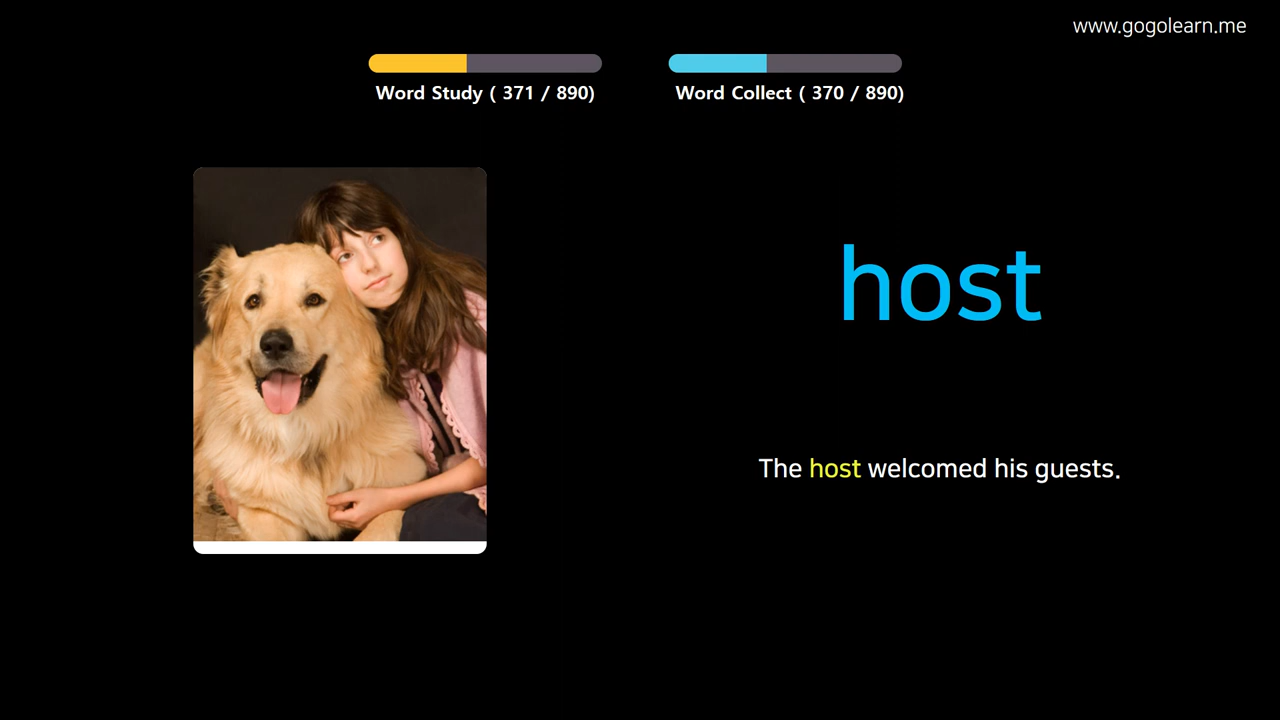 www.gogolearn.me
Word Study ( 371 / 890)
Word Collect ( 370 / 890)
host
The host welcomed his guests.